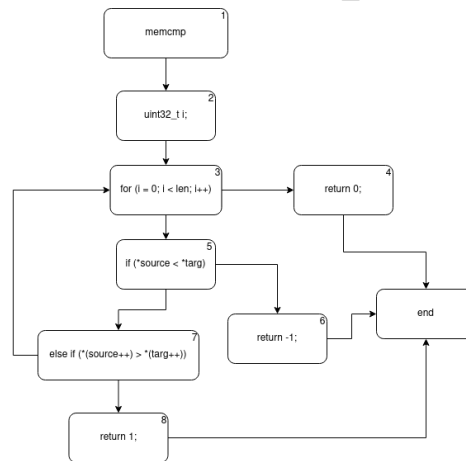 1
memcmp
2
uint32_t i;
3
for (i = 0; i < len; i++)
4
return 0;
5
if (*source < *targ)
end
6
return -1;
7
else if (*(source++) > *(targ++))
8
return 1;